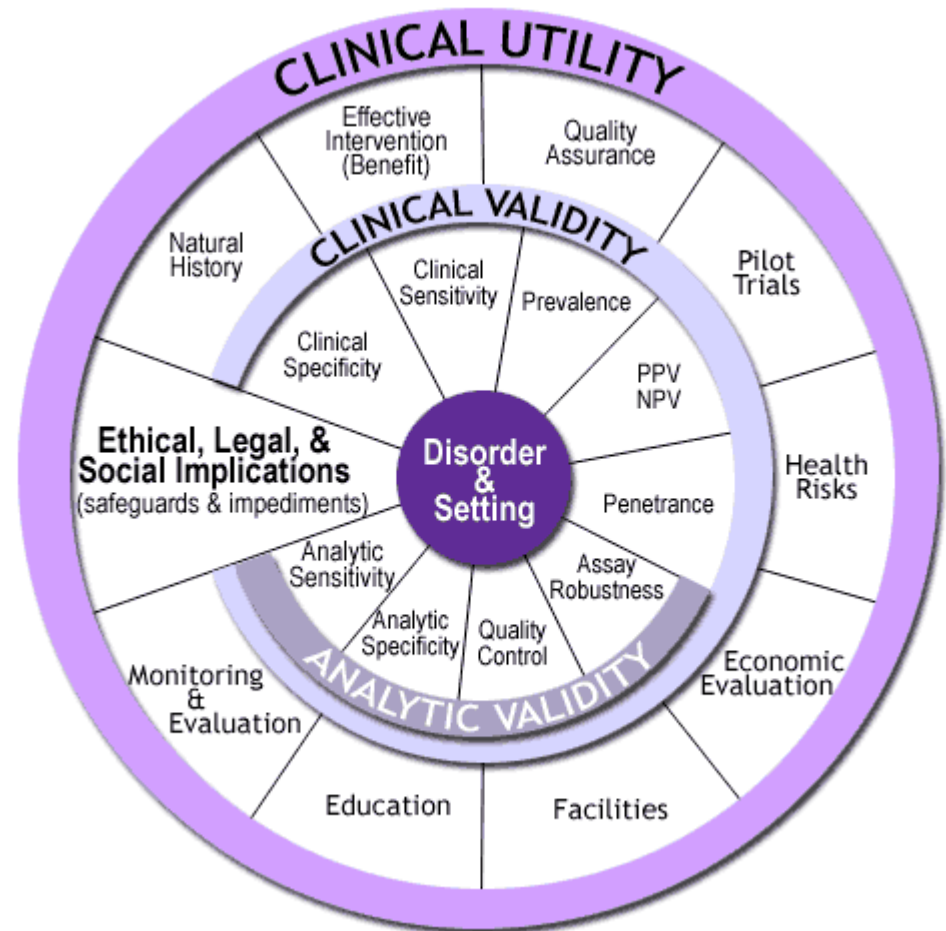 CLINICAL UTILITY
Effective
Intervention
(Benefit)
Quality
Assurance
Natural
History
CLINICAL VALIDITY
Pilot
Trials
Clinical
Sensitivity
Prevalence
Clinical
Specificity
PPV
NPV
Ethical, Legal, &
Social Implications
(safeguards & impediments)
Disorder
&
Setting
Health
Risks
Penetrance
Analytic
Sensitivity
Assay
Robustness
Analytic
Specificity
Quality
Control
ANALYTIC VALIDITY
Monitoring
&
Evaluation
Economic
Evaluation
Education
Facilities